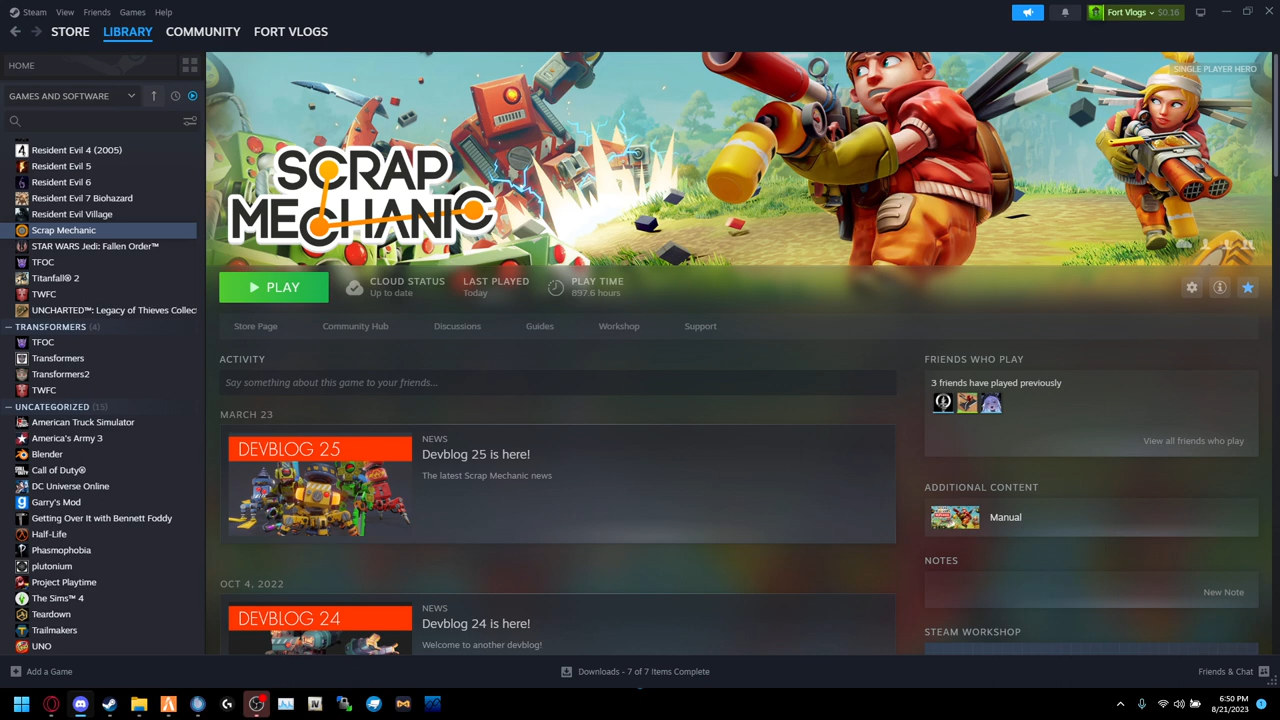 Steam View Friends Games Help
Fort Vlogs $0.16
STORE LIBRARY COMMUNITY FORT VLOGS
HOME
GAMES AND SOFTWARE
Resident Evil 4 (2005)
Resident Evil 5
Resident Evil 6
Resident Evil 7 Biohazard
Resident Evil Village
Scrap Mechanic
STAR WARS Jedi: Fallen Order™
TFOC
Titanfall® 2
TWFC
UNCHARTED™: Legacy of Thieves Collec
TRANSFORMERS (4)
TFOC
Transformers
Transformers2
TWFC
UNCATEGORIZED (15)
American Truck Simulator
America's Army 3
Blender
Call of Duty®
DC Universe Online
Garry's Mod
Getting Over It with Bennett Foddy
Half-Life
Phasmophobia
plutonium
Project Playtime
The Sims™ 4
Teardown
Trailmakers
UNO
SINGLE PLAYER HERO
SCRAP
MECHANIC
PLAY
CLOUD STATUS
Up to date
LAST PLAYED
Today
PLAY TIME
897.6 hours
Store Page Community Hub Discussions Guides Workshop Support
ACTIVITY
Say something about this game to your friends...
MARCH 23
DEVBLOG 25
NEWS
Devblog 25 is here!
The latest Scrap Mechanic news
OCT 4, 2022
DEVBLOG 24
NEWS
Devblog 24 is here!
Welcome to another devblog!
FRIENDS WHO PLAY
3 friends have played previously
View all friends who play
ADDITIONAL CONTENT
Manual
NOTES
New Note
STEAM WORKSHOP
Add a Game
Downloads - 7 of 7 Items Complete
Friends & Chat
6:50 PM
8/21/2023